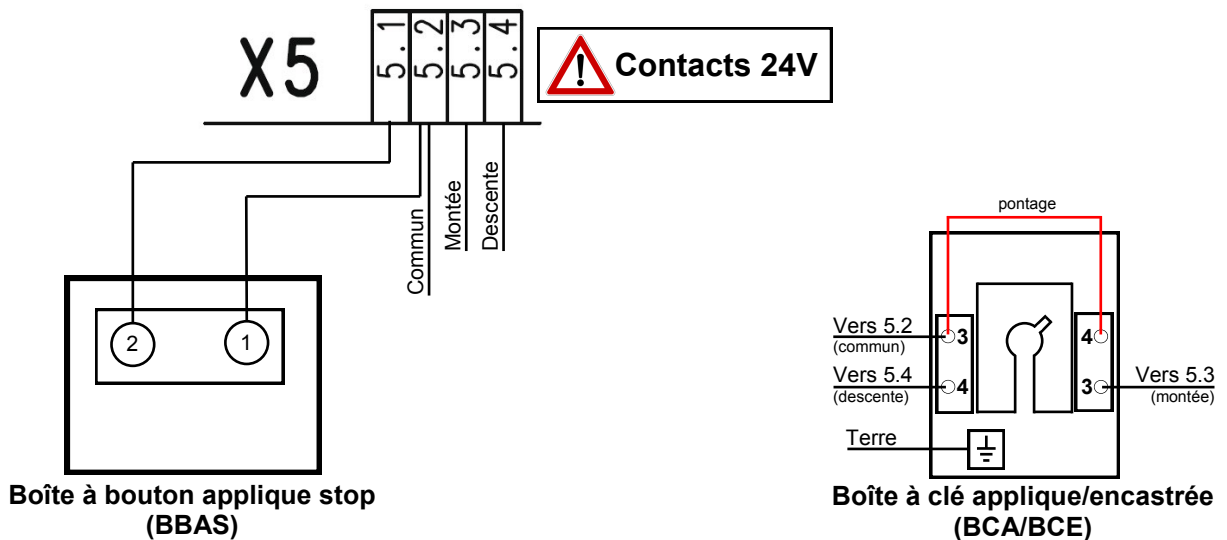 X5
5.1
5.2
5.3
5.4
Contacts 24V
Commun
Montée
Descente
2
1
Boîte à bouton applique stop
(BBAS)
pontage
Vers 5.2
(commun)
3
4
Vers 5.4
(descente)
4
3
Vers 5.3
(montée)
Terre
Boîte à clé applique/encastrée
(BCA/BCE)